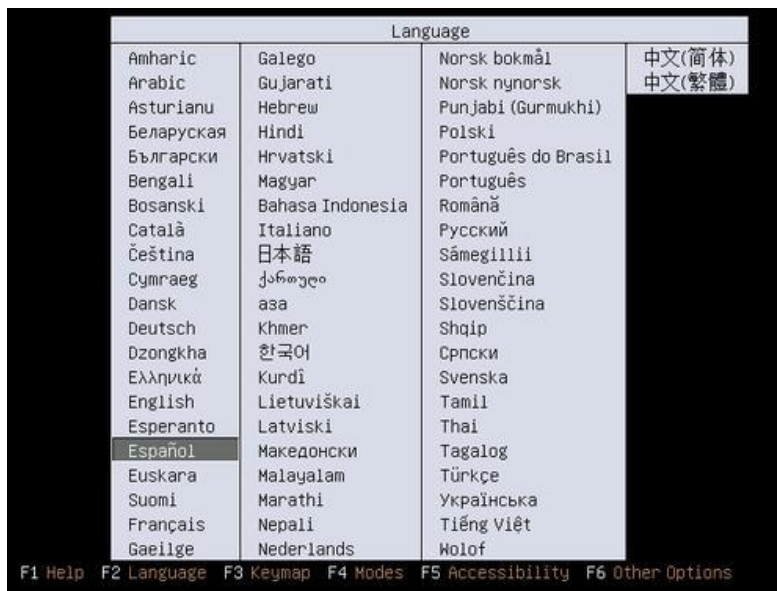 Language
Amharic
Arabic
Asturianu
Беларуская
Български
Bengali
Bosanski
Català
Čeština
Cymraeg
Dansk
Deutsch
Dzongkha
Ελληνικά
English
Esperanto
Español
Euskara
Suomi
Français
Gaeilge
Galego
Gujarati
Hebrew
Hindi
Hrvatski
Magyar
Bahasa Indonesia
Italiano
日本語
ქართული
аза
Khmer
한국어
Kurdî
Lietuviškai
Latviski
Македонски
Malayalam
Marathi
Nepali
Nederlands
Norsk bokmål
Norsk nynorsk
Punjabi (Gurmukhi)
Polski
Português do Brasil
Português
Română
Русский
Sámegillii
Slovenčina
Slovenščina
Shqip
Српски
Svenska
Tamil
Thai
Tagalog
Türkçe
Українська
Tiếng Việt
Wolof
中文(简体)
中文(繁體)
F1 Help F2 Language F3 Keymap F4 Modes F5 Accessibility F6 Other Options